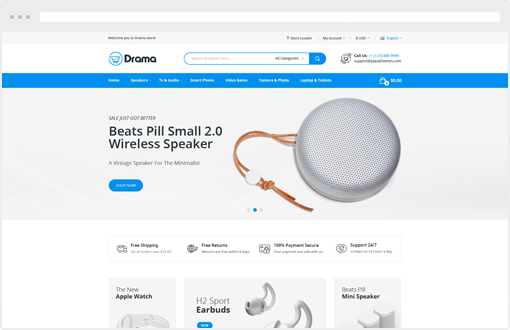 Welcome you to Drama store!
Store Locator
My Account
$ USD
English
Drama
Search products here...
All Categories
Call Us: +1 (123) 888 9999
support@plazathemes.com
Home
Speakers
Tv & Audio
Smart Phone
Video Game
Camera & Photo
Laptop & Tablets
0
$0.00
SALE JUST GOT BETTER
Beats Pill Small 2.0
Wireless Speaker
A Vintage Speaker For The Minimalist
SHOP NOW
Free Shipping
On all orders over
Free Returns
Returns are free within 9 days
100% Payment Secure
Your payment are safe with us.
Support 24/7
Contact us 24 hours a day
The New
Apple Watch
H2 Sport
Earbuds
NEW
Beats Pill
Mini Speaker